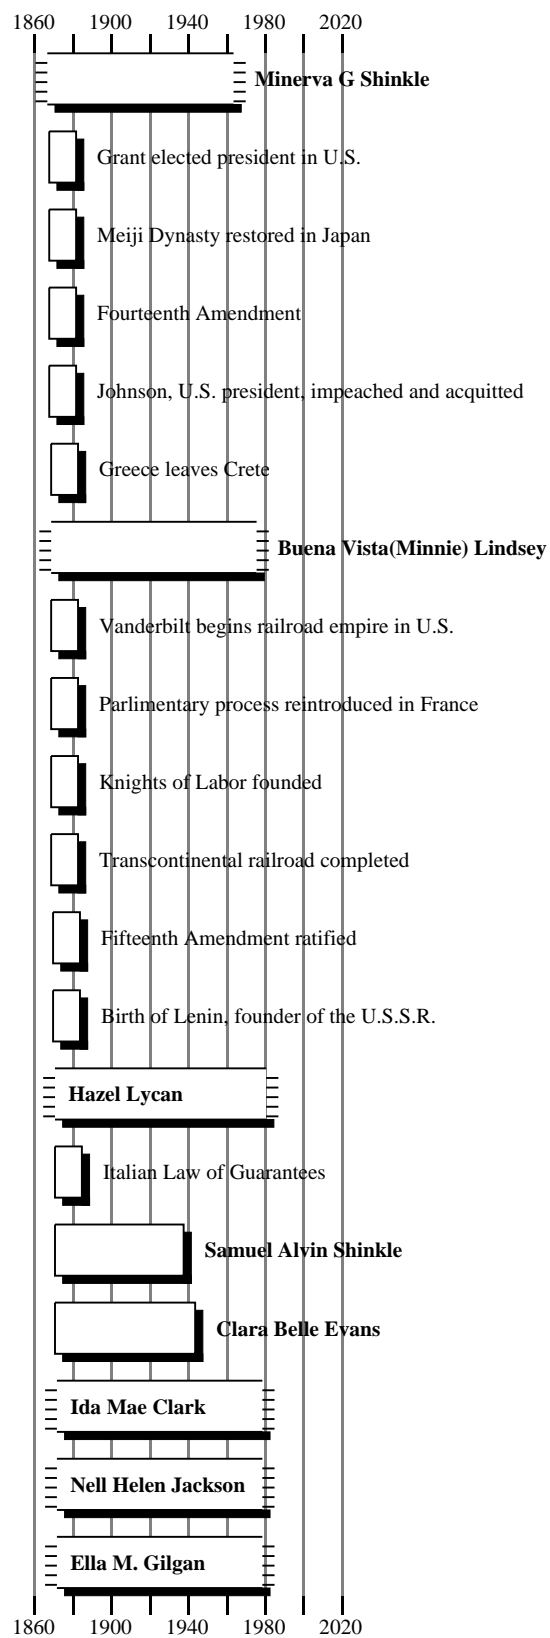 1860 1900 1940 1980 2020
Minerva G Shinkle
Grant elected president in U.S.
Meiji Dynasty restored in Japan
Fourteenth Amendment
Johnson, U.S. president, impeached and acquitted
Greece leaves Crete
Buena Vista(Minnie) Lindsey
Vanderbilt begins railroad empire in U.S.
Parlimentary process reintroduced in France
Knights of Labor founded
Transcontinental railroad completed
Fifteenth Amendment ratified
Birth of Lenin, founder of the U.S.S.R.
Hazel Lycan
Italian Law of Guarantees
Samuel Alvin Shinkle
Clara Belle Evans
Ida Mae Clark
Nell Helen Jackson
Ella M. Gilgan
1860 1900 1940 1980 2020